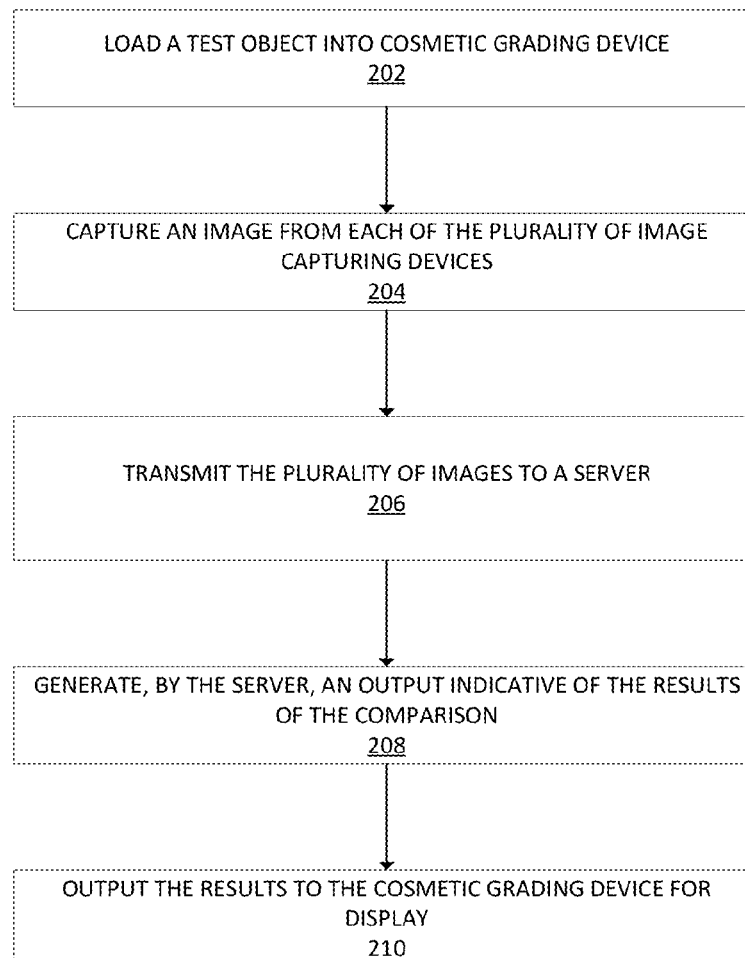 LOAD A TEST OBJECT INTO COSMETIC GRADING DEVICE
202
CAPTURE AN IMAGE FROM EACH OF THE PLURALITY OF IMAGE
CAPTURING DEVICES
204
TRANSMIT THE PLURALITY OF IMAGES TO A SERVER
206
GENERATE, BY THE SERVER, AN OUTPUT INDICATIVE OF THE RESULTS
OF THE COMPARISON
208
OUTPUT THE RESULTS TO THE COSMETIC GRADING DEVICE FOR
DISPLAY
210